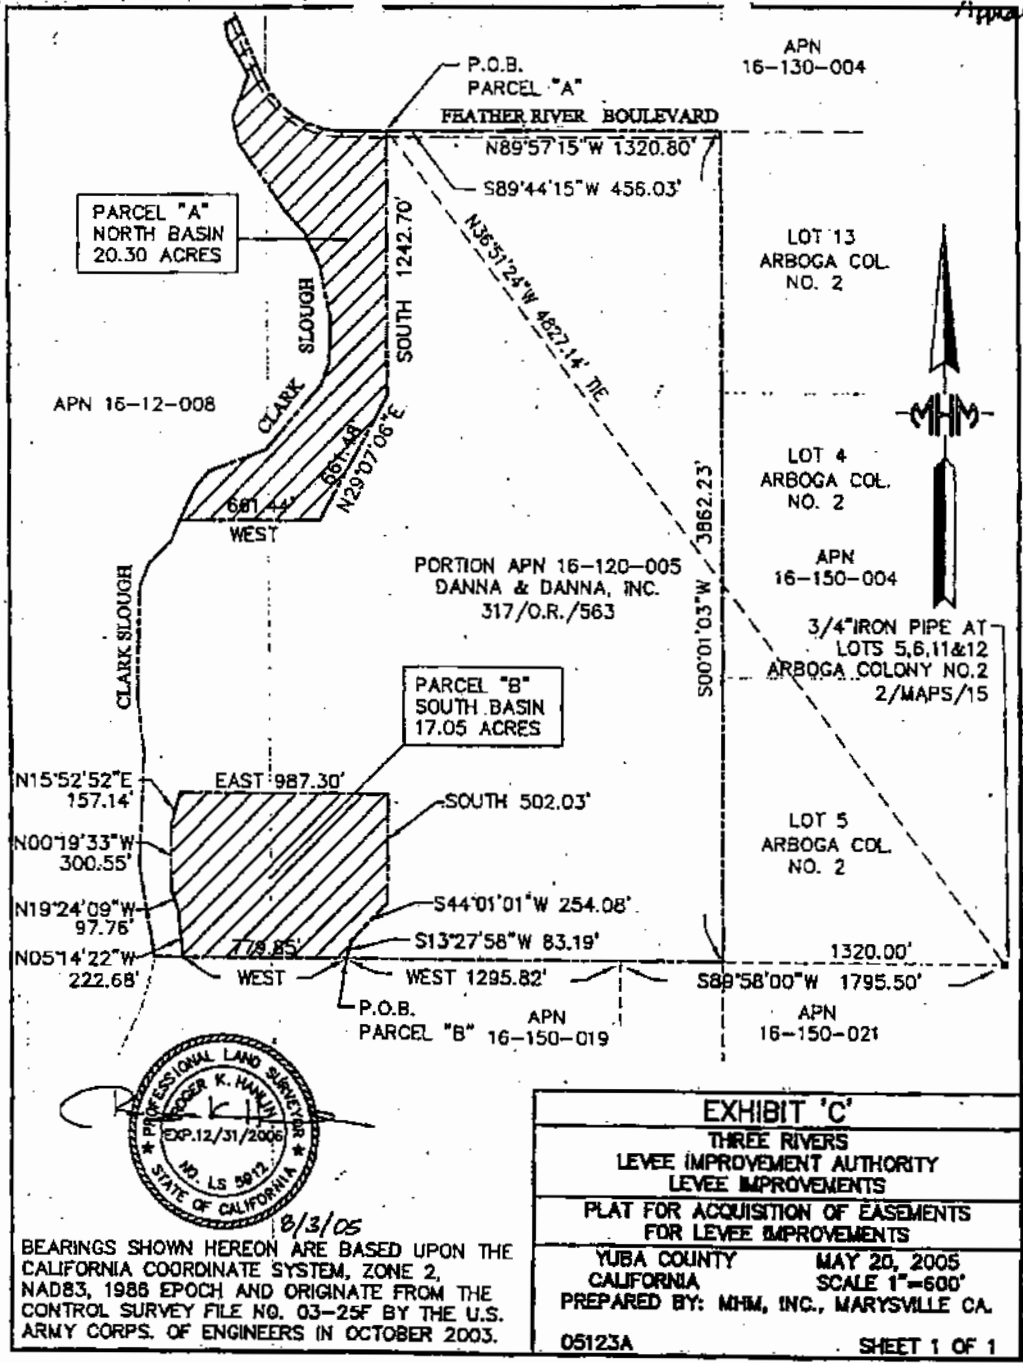 APN
16-130-004
P.O.B.
PARCEL "A"
FEATHER RIVER BOULEVARD
N89°57'15"W 1320.80'
S89°44'15"W 456.03'
PARCEL "A"
NORTH BASIN
20.30 ACRES
SOUTH 1242.70'
N36°51'24"W 4827.14' TIE
LOT 13
ARBOGA COL.
NO. 2
CLARK SLOUGH
APN 16-12-008
661.48'
N29°07'06"E
661.44'
WEST
MHM
LOT 4
ARBOGA COL.
NO. 2
S00°01'03"W 3862.23'
PORTION APN 16-120-005
DANNA & DANNA, INC.
317/O.R./563
APN
16-150-004
CLARK SLOUGH
3/4"IRON PIPE AT
LOTS 5,6,11&12
ARBOGA COLONY NO.2
2/MAPS/15
PARCEL "B"
SOUTH BASIN
17.05 ACRES
N15°52'52"E
157.14'
EAST 987.30'
SOUTH 502.03'
N00°19'33"W
300.55'
LOT 5
ARBOGA COL.
NO. 2
N19°24'09"W
97.76'
S44°01'01"W 254.08'
S13°27'58"W 83.19'
N05°14'22"W
222.68'
779.85'
WEST
WEST 1295.82'
1320.00'
S89°58'00"W 1795.50'
P.O.B.
PARCEL "B"
APN
16-150-019
APN
16-150-021
PROFESSIONAL LAND SURVEYOR
ROGER K. HANLIN
EXP.12/31/2006
NO. LS 5912
STATE OF CALIFORNIA
8/3/05
BEARINGS SHOWN HEREON ARE BASED UPON THE
CALIFORNIA COORDINATE SYSTEM, ZONE 2,
NAD83, 1986 EPOCH AND ORIGINATE FROM THE
CONTROL SURVEY FILE NO. 03-25F BY THE U.S.
ARMY CORPS. OF ENGINEERS IN OCTOBER 2003.
EXHIBIT 'C'
THREE RIVERS
LEVEE IMPROVEMENT AUTHORITY
LEVEE IMPROVEMENTS
PLAT FOR ACQUISITION OF EASEMENTS
FOR LEVEE IMPROVEMENTS
YUBA COUNTY MAY 20, 2005
CALIFORNIA SCALE 1"=600'
PREPARED BY: MHM, INC., MARYSVILLE CA.
05123A SHEET 1 OF 1